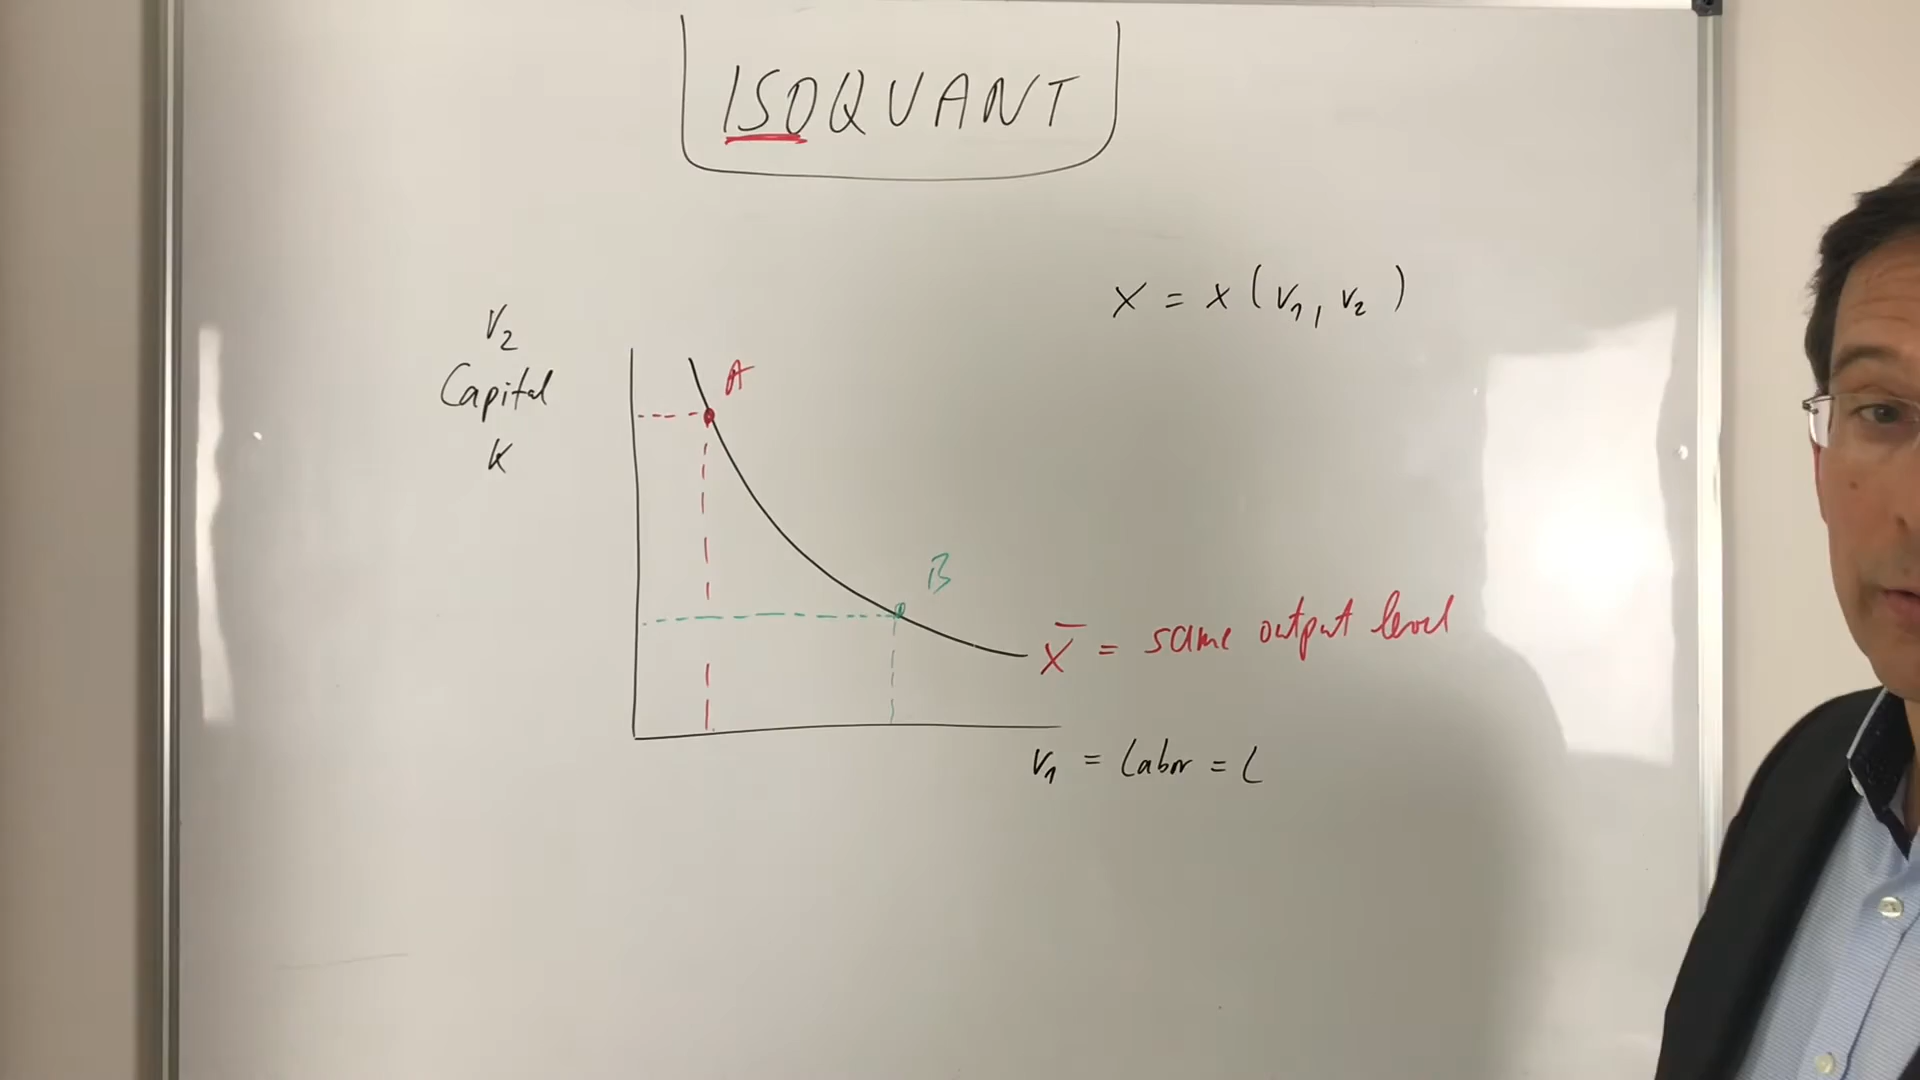 ISOQUANT
x = x (v₁, v₂)
v₂
Capital
K
A
B
x̄ = same output level
v₁ = Labor = L